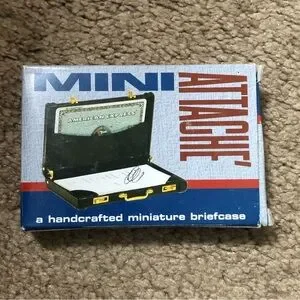 MINI
ATTACHE'
AMERICAN EXPRESS
a handcrafted miniature briefcase